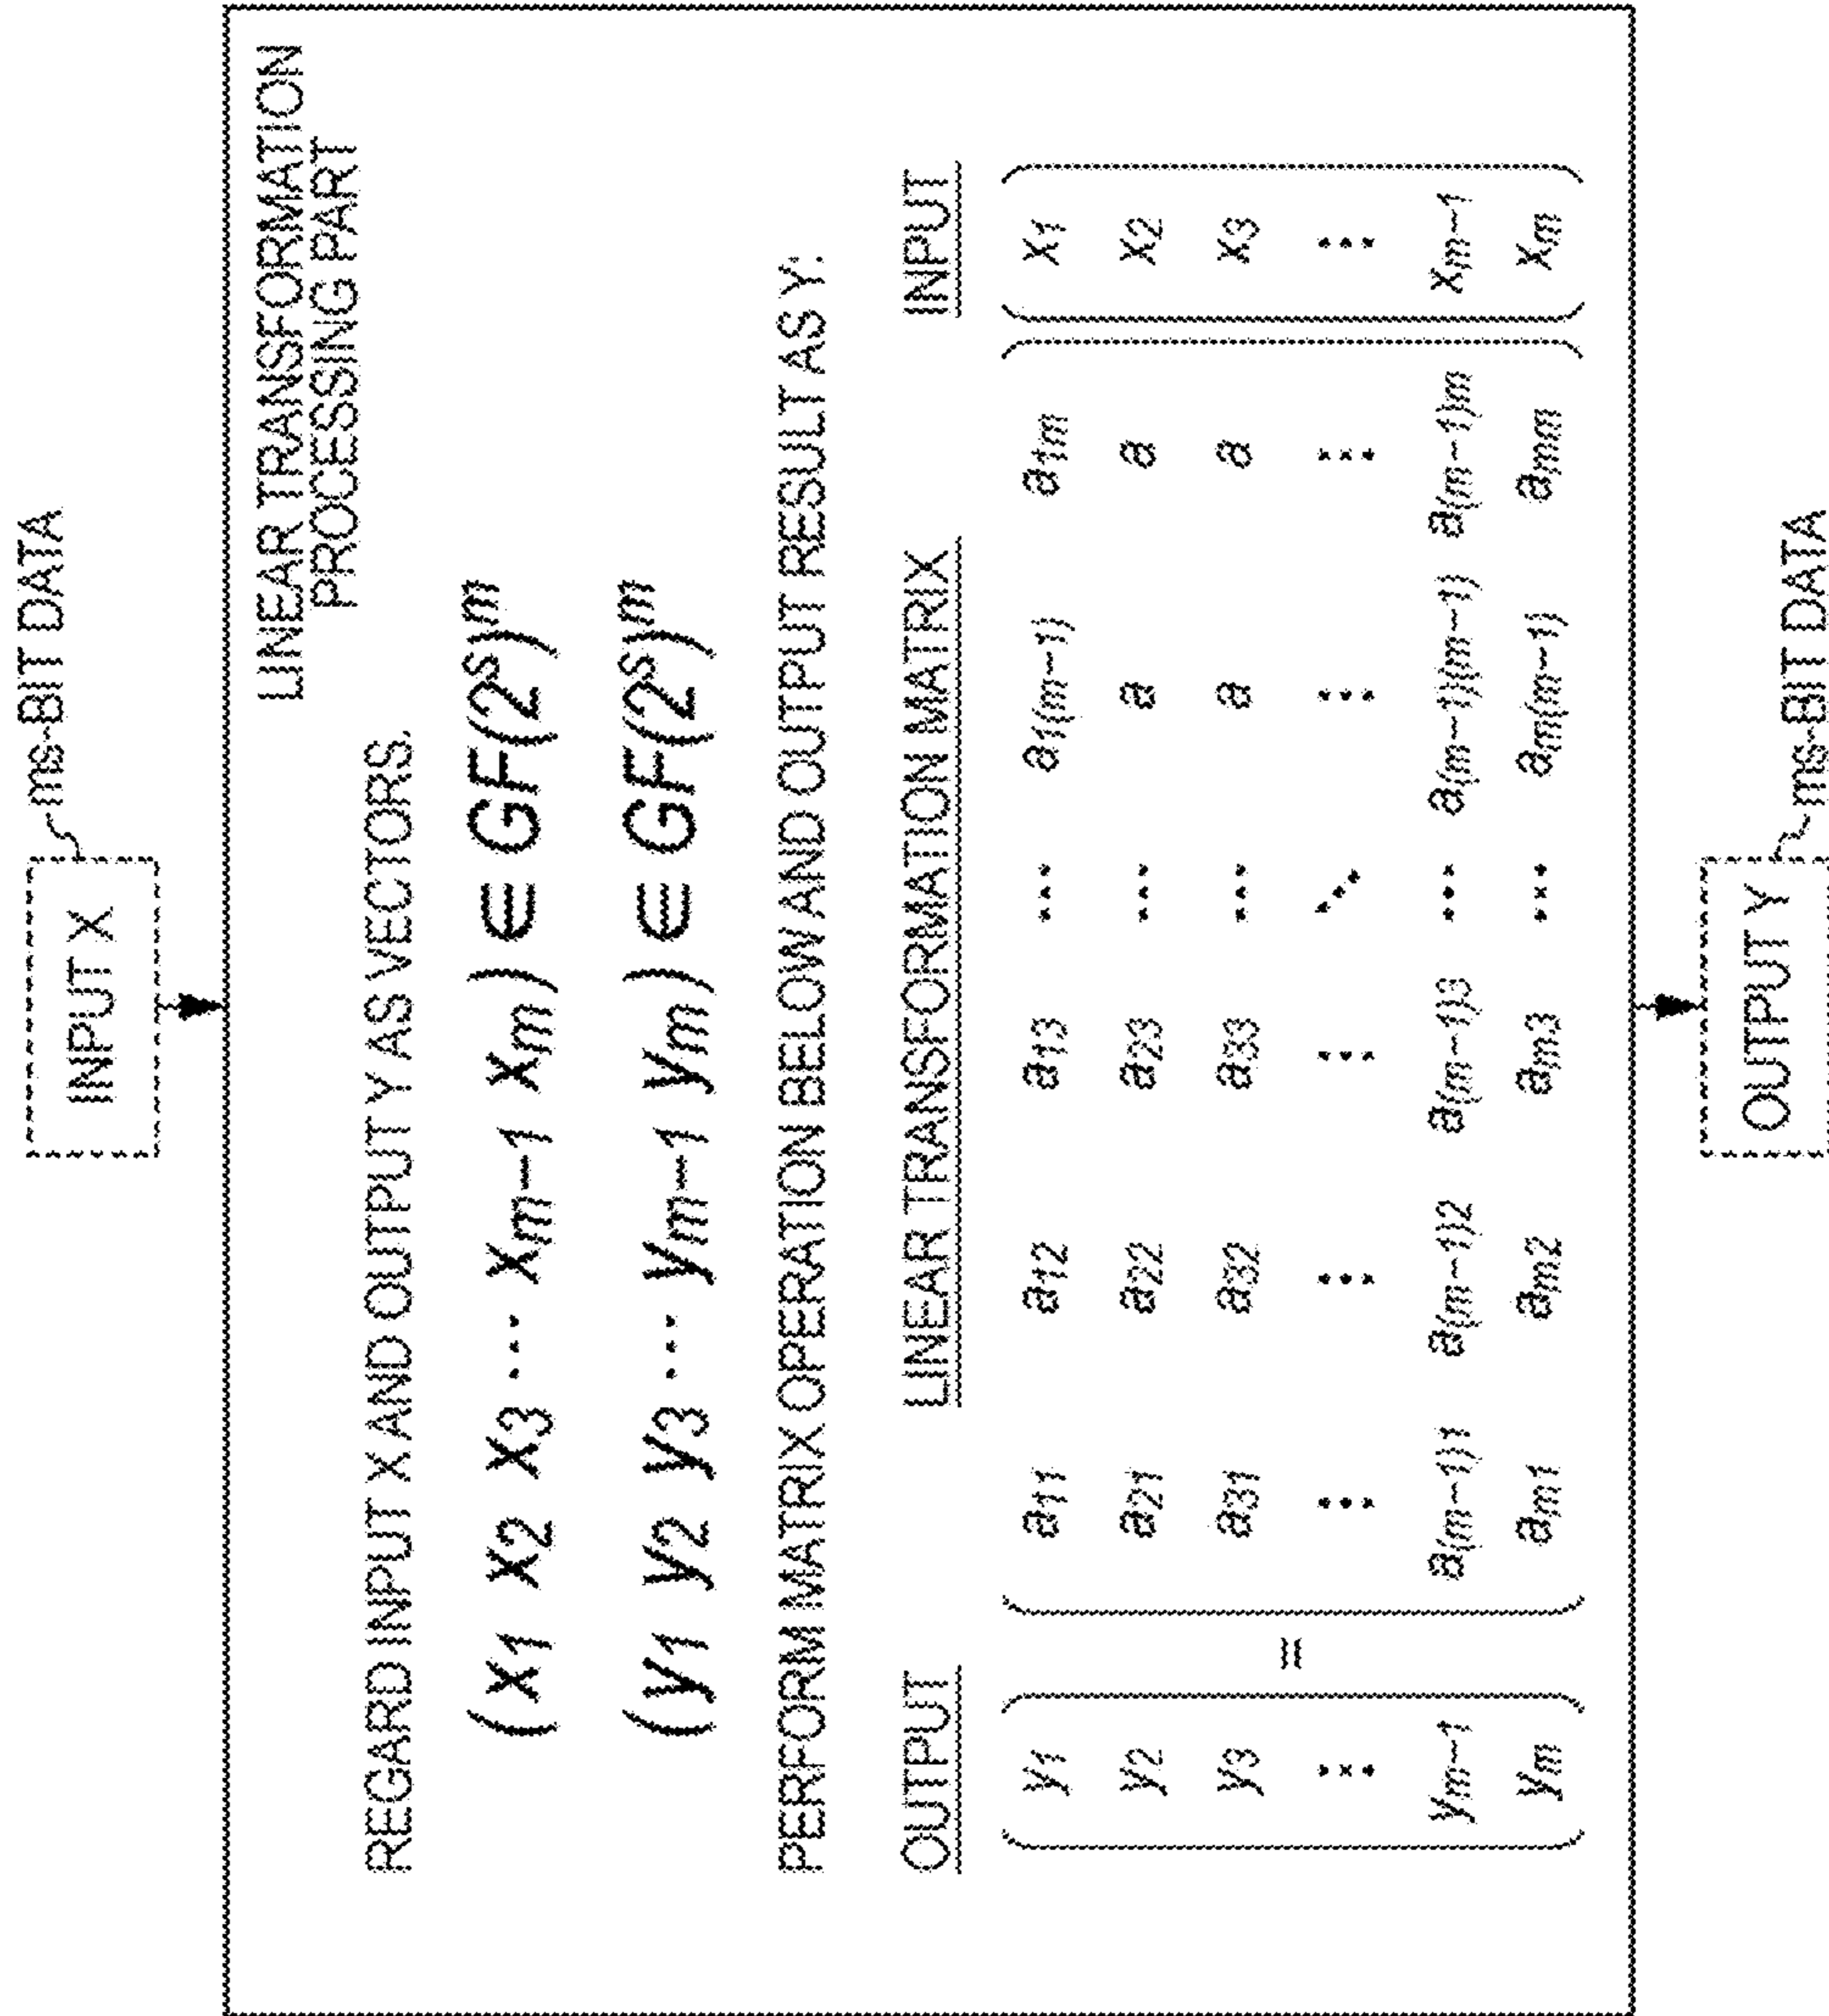 ms-BIT DATA
INPUT X
LINEAR TRANSFORMATION
PROCESSING PART
REGARD INPUT X AND OUTPUT Y AS VECTORS.
(x₁ x₂ x₃ ⋯ xₘ₋₁ xₘ) ∈ GF(2ˢ)ᵐ
(y₁ y₂ y₃ ⋯ yₘ₋₁ yₘ) ∈ GF(2ˢ)ᵐ
PERFORM MATRIX OPERATION BELOW AND OUTPUT RESULT AS Y:
OUTPUT LINEAR TRANSFORMATION MATRIX INPUT
y₁ a₁₁ a₁₂ a₁₃ ⋯ a₁₍ₘ₋₁₎ a₁ₘ x₁
y₂ a₂₁ a₂₂ a₂₃ ⋯ a a x₂
y₃ a₃₁ a₃₂ a₃₃ ⋯ a a x₃
⋮ = ⋮ ⋮ ⋮ ⋱ ⋮ ⋮ ⋮
yₘ₋₁ a₍ₘ₋₁₎₁ a₍ₘ₋₁₎₂ a₍ₘ₋₁₎₃ ⋯ a₍ₘ₋₁₎₍ₘ₋₁₎ a₍ₘ₋₁₎ₘ xₘ₋₁
yₘ aₘ₁ aₘ₂ aₘ₃ ⋯ aₘ₍ₘ₋₁₎ aₘₘ xₘ
OUTPUT Y
ms-BIT DATA